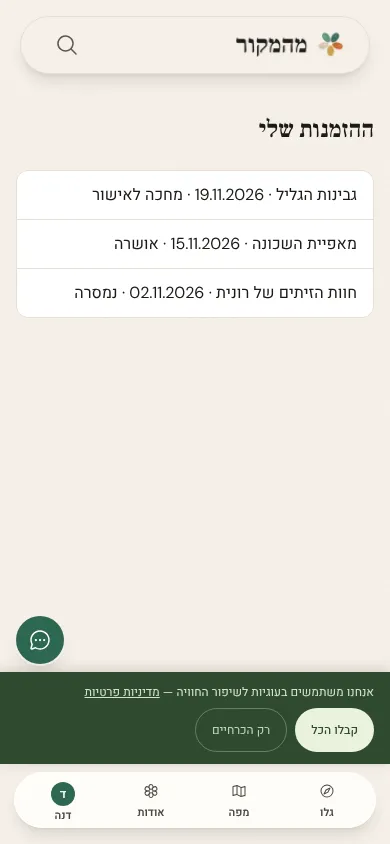 מהמקור
ההזמנות שלי
גבינות הגליל · 19.11.2026 · מחכה לאישור
מאפיית השכונה · 15.11.2026 · אושרה
חוות הזיתים של רונית · 02.11.2026 · נמסרה
אנחנו משתמשים בעוגיות לשיפור החוויה — מדיניות פרטיות
קבלו הכל
רק הכרחיים
ד
גלו
מפה
אודות
דנה